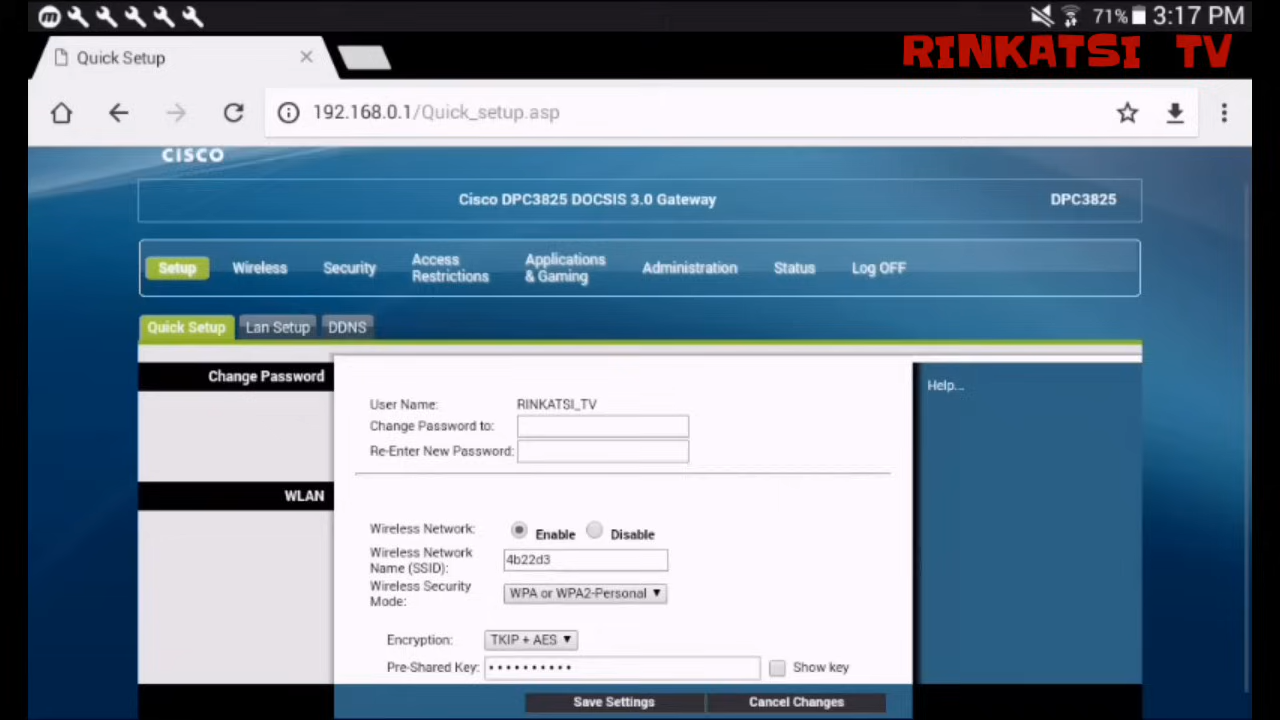 71% 3:17 PM
RINKATSI TV
Quick Setup
192.168.0.1/Quick_setup.asp
CISCO
Cisco DPC3825 DOCSIS 3.0 Gateway DPC3825
Setup Wireless Security Access Restrictions Applications & Gaming Administration Status Log OFF
Quick Setup Lan Setup DDNS
Change Password
Help...
User Name: RINKATSI_TV
Change Password to:
Re-Enter New Password:
WLAN
Wireless Network: Enable Disable
Wireless Network
Name (SSID): 4b22d3
Wireless Security
Mode: WPA or WPA2-Personal
Encryption: TKIP + AES
Pre-Shared Key: •••••••••• Show key
Save Settings Cancel Changes